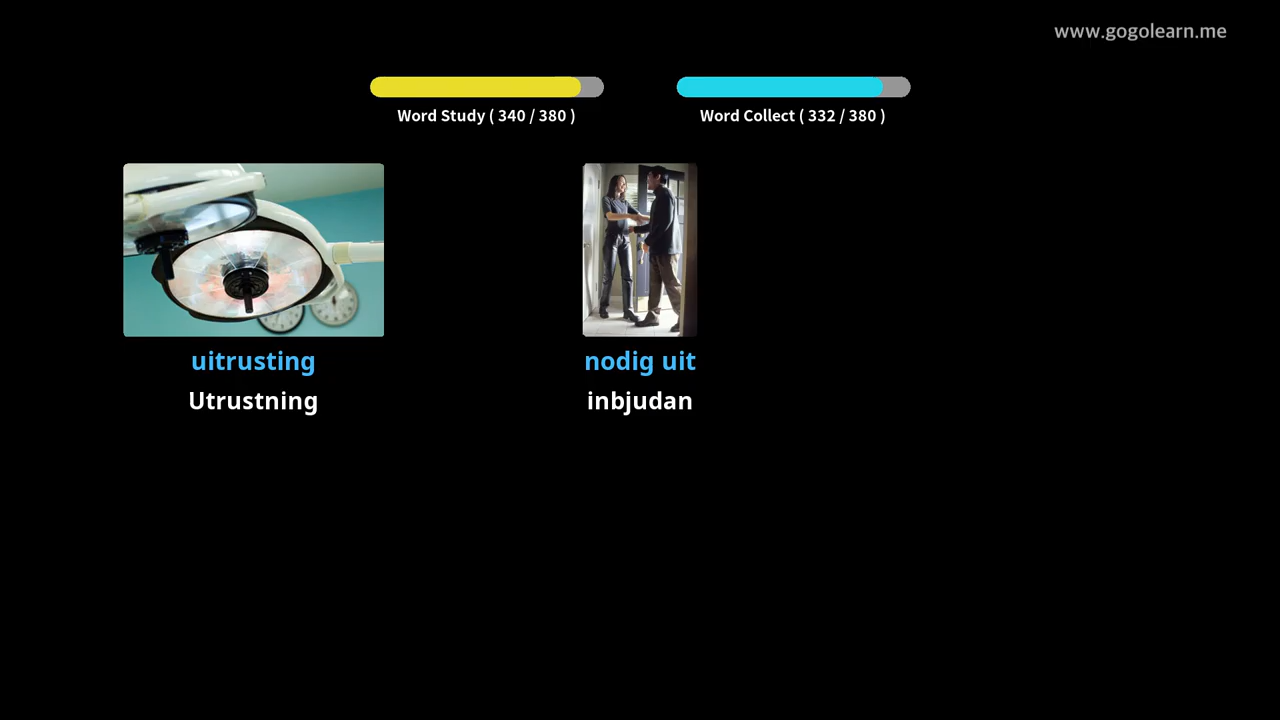 www.gogolearn.me
Word Study ( 340 / 380 )
Word Collect ( 332 / 380 )
uitrusting
Utrustning
nodig uit
inbjudan